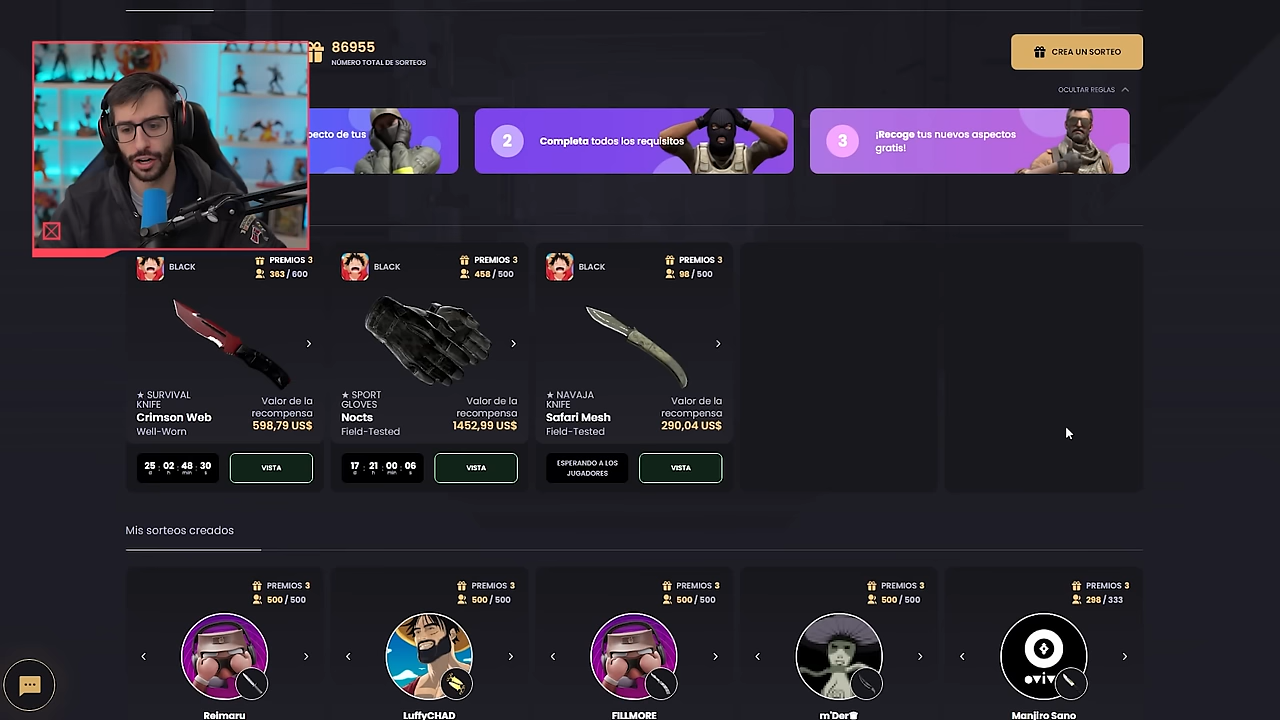 86955
NÚMERO TOTAL DE SORTEOS
CREA UN SORTEO
OCULTAR REGLAS
pecto de tus
2
Completa todos los requisitos
3
¡Recoge tus nuevos aspectos
gratis!
BLACK
PREMIOS 3
363 / 600
BLACK
PREMIOS 3
458 / 500
BLACK
PREMIOS 3
98 / 500
★ SURVIVAL
KNIFE
Crimson Web
Well-Worn
Valor de la
recompensa
598,79 US$
★ SPORT
GLOVES
Nocts
Field-Tested
Valor de la
recompensa
1452,99 US$
★ NAVAJA
KNIFE
Safari Mesh
Field-Tested
Valor de la
recompensa
290,04 US$
25 : 02 : 48 : 30
d h min s
VISTA
17 : 21 : 00 : 06
d h min s
VISTA
ESPERANDO A LOS
JUGADORES
VISTA
Mis sorteos creados
PREMIOS 3
500 / 500
PREMIOS 3
500 / 500
PREMIOS 3
500 / 500
PREMIOS 3
500 / 500
PREMIOS 3
298 / 333
Reimaru
LuffyCHAD
FILLMORE
m'Der
Manjiro Sano